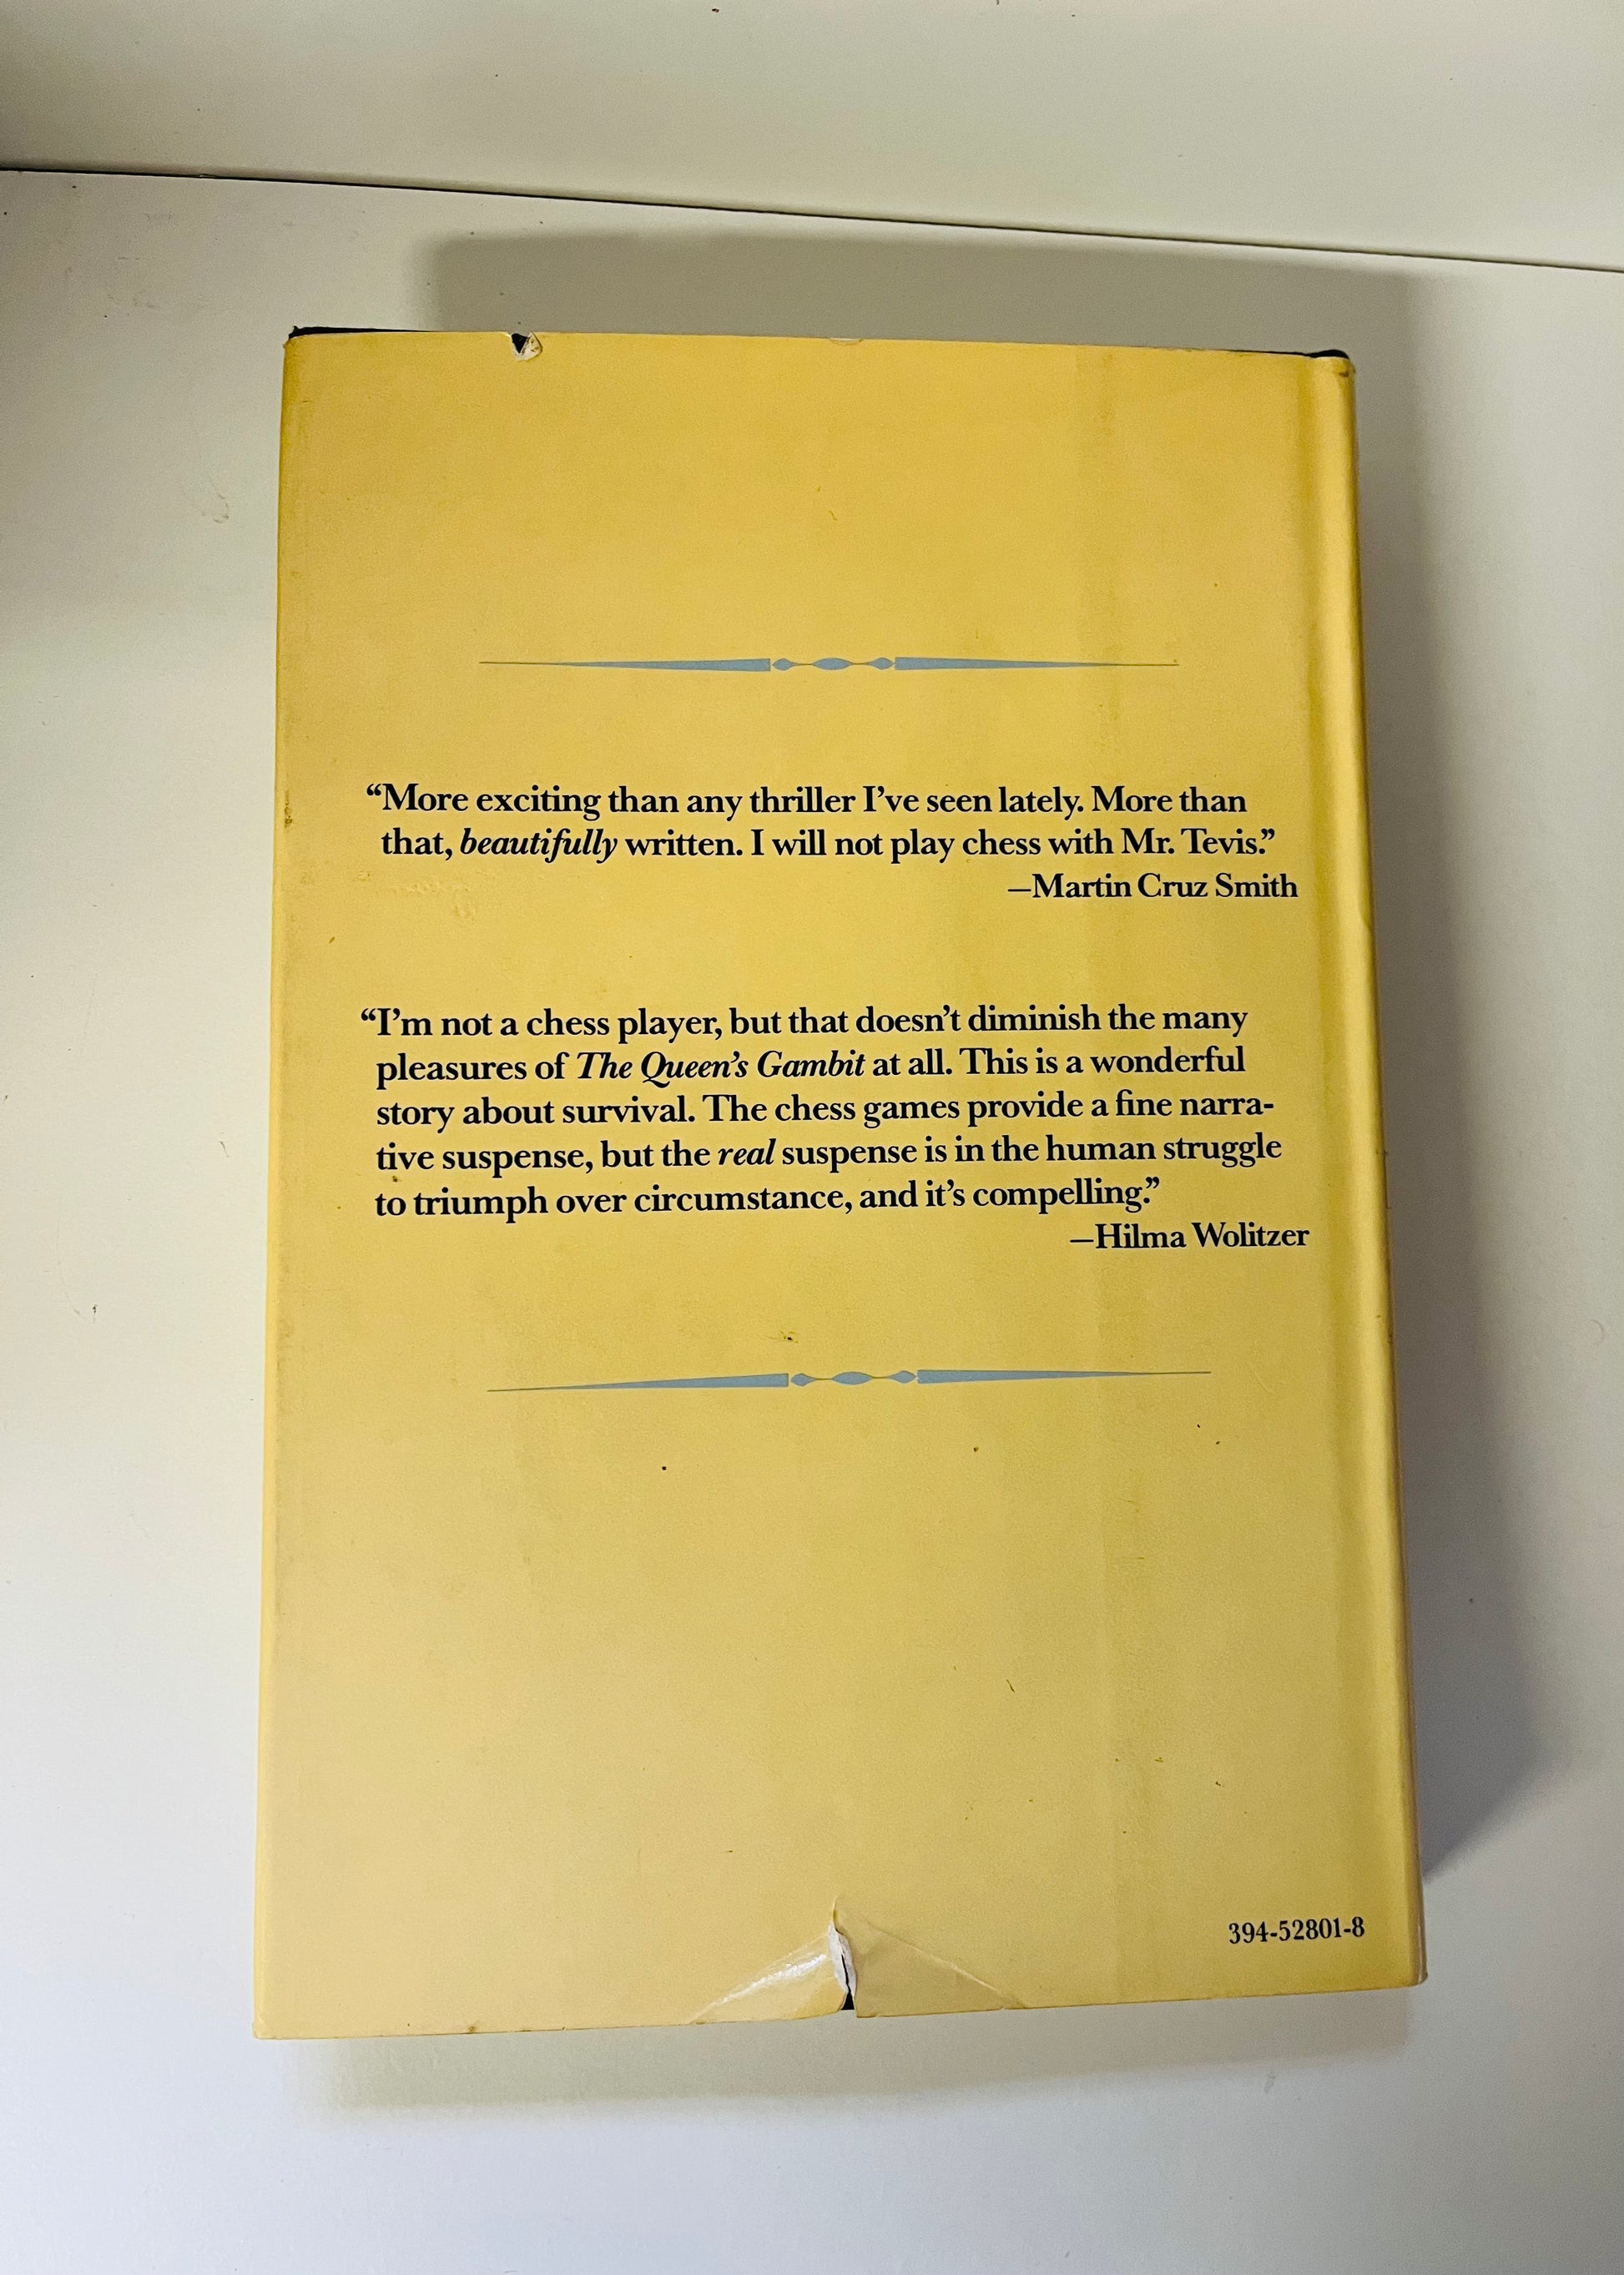 “More exciting than any thriller I’ve seen lately. More than
that, beautifully written. I will not play chess with Mr. Tevis.”
—Martin Cruz Smith
“I’m not a chess player, but that doesn’t diminish the many
pleasures of The Queen’s Gambit at all. This is a wonderful
story about survival. The chess games provide a fine narra-
tive suspense, but the real suspense is in the human struggle
to triumph over circumstance, and it’s compelling.”
—Hilma Wolitzer
394-52801-8